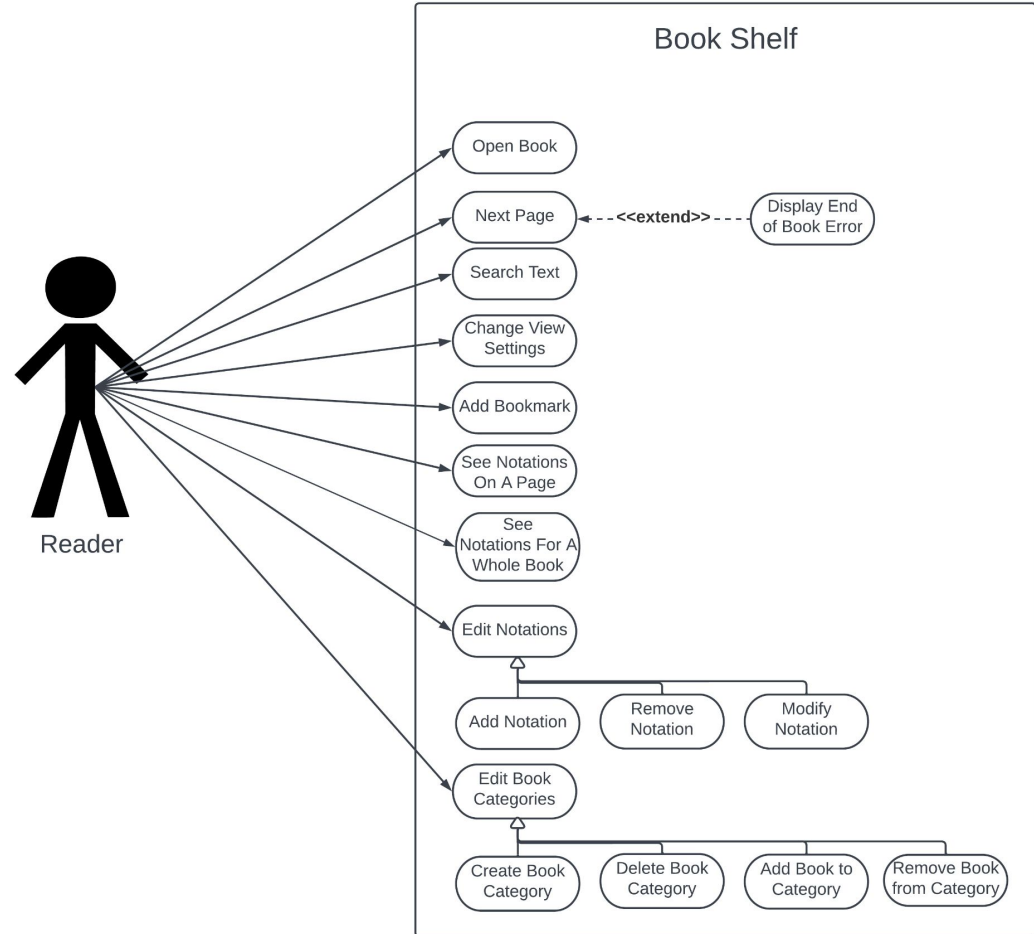 Book Shelf
Open Book
Next Page
<<extend>>
Display End
of Book Error
Search Text
Change View
Settings
Add Bookmark
See Notations
On A Page
See
Notations For A
Whole Book
Reader
Edit Notations
Add Notation
Remove
Notation
Modify
Notation
Edit Book
Categories
Create Book
Category
Delete Book
Category
Add Book to
Category
Remove Book
from Category